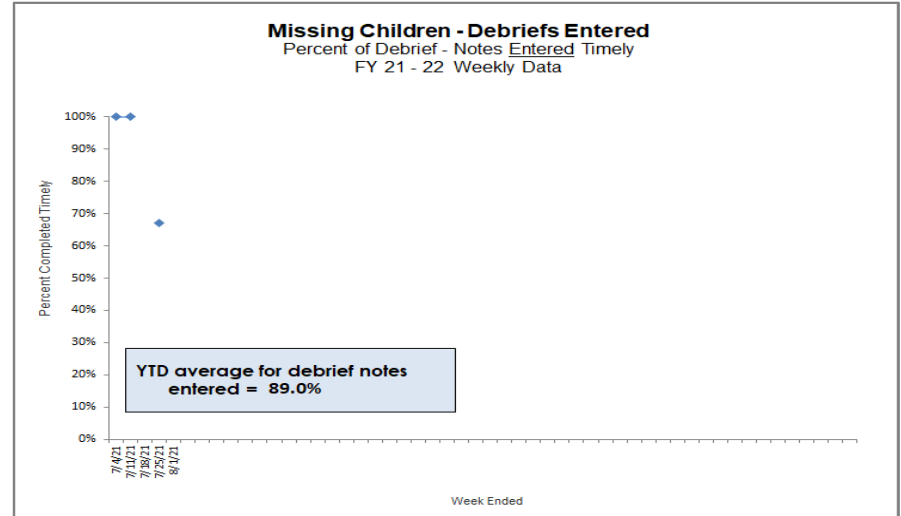 Missing Children - Debriefs Entered
Percent of Debrief - Notes Entered Timely
FY 21 - 22 Weekly Data
100%
90%
80%
70%
60%
50%
40%
30%
20%
10%
0%
Percent Completed Timely
YTD average for debrief notes
entered = 89.0%
7/4/21
7/11/21
7/18/21
7/25/21
8/1/21
Week Ended